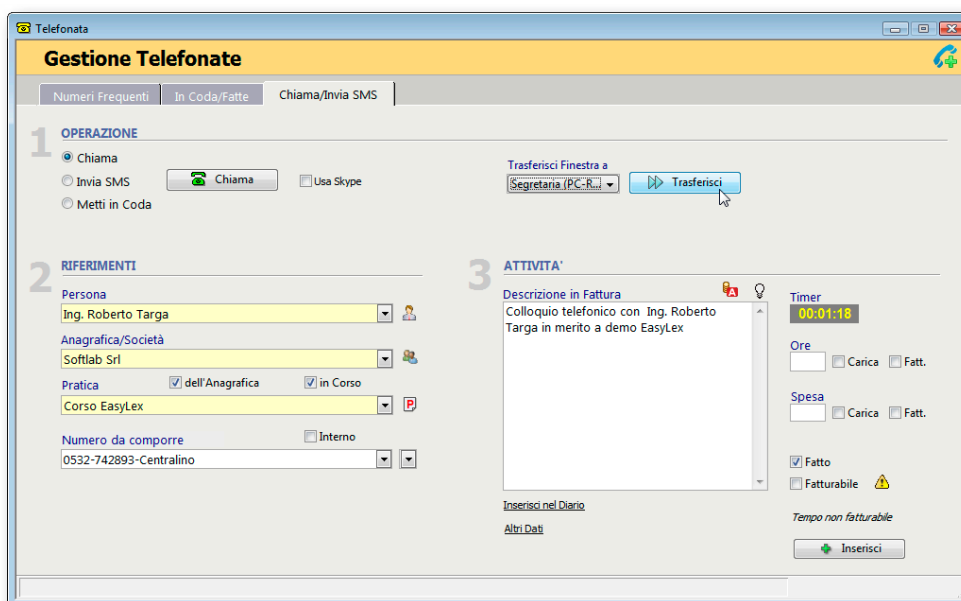 Telefonata
Gestione Telefonate
Numeri Frequenti
In Coda/Fatte
Chiama/Invia SMS
1 OPERAZIONE
Chiama
Invia SMS
Metti in Coda
Chiama
Usa Skype
Trasferisci Finestra a
Segretaria (PC-R...
Trasferisci
2 RIFERIMENTI
Persona
Ing. Roberto Targa
Anagrafica/Società
Softlab Srl
Pratica
dell'Anagrafica
in Corso
Corso EasyLex
P
Numero da comporre
Interno
0532-742893-Centralino
3 ATTIVITA'
Descrizione in Fattura
A
Colloquio telefonico con Ing. Roberto
Targa in merito a demo EasyLex
Inserisci nel Diario
Altri Dati
Timer
00:01:18
Ore
Carica
Fatt.
Spesa
Carica
Fatt.
Fatto
Fatturabile
Tempo non fatturabile
Inserisci